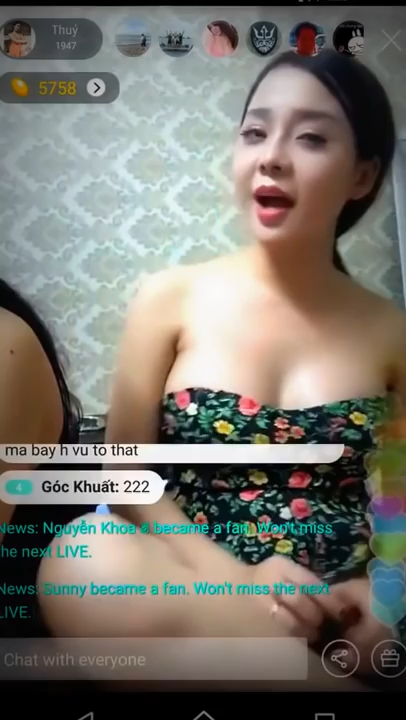 Thuý
1947
5758
ma bay h vu to that
4 Góc Khuất: 222
News: Nguyễn Khoa ø became a fan. Won't miss
the next LIVE.
News: Sunny became a fan. Won't miss the next
LIVE.
Chat with everyone